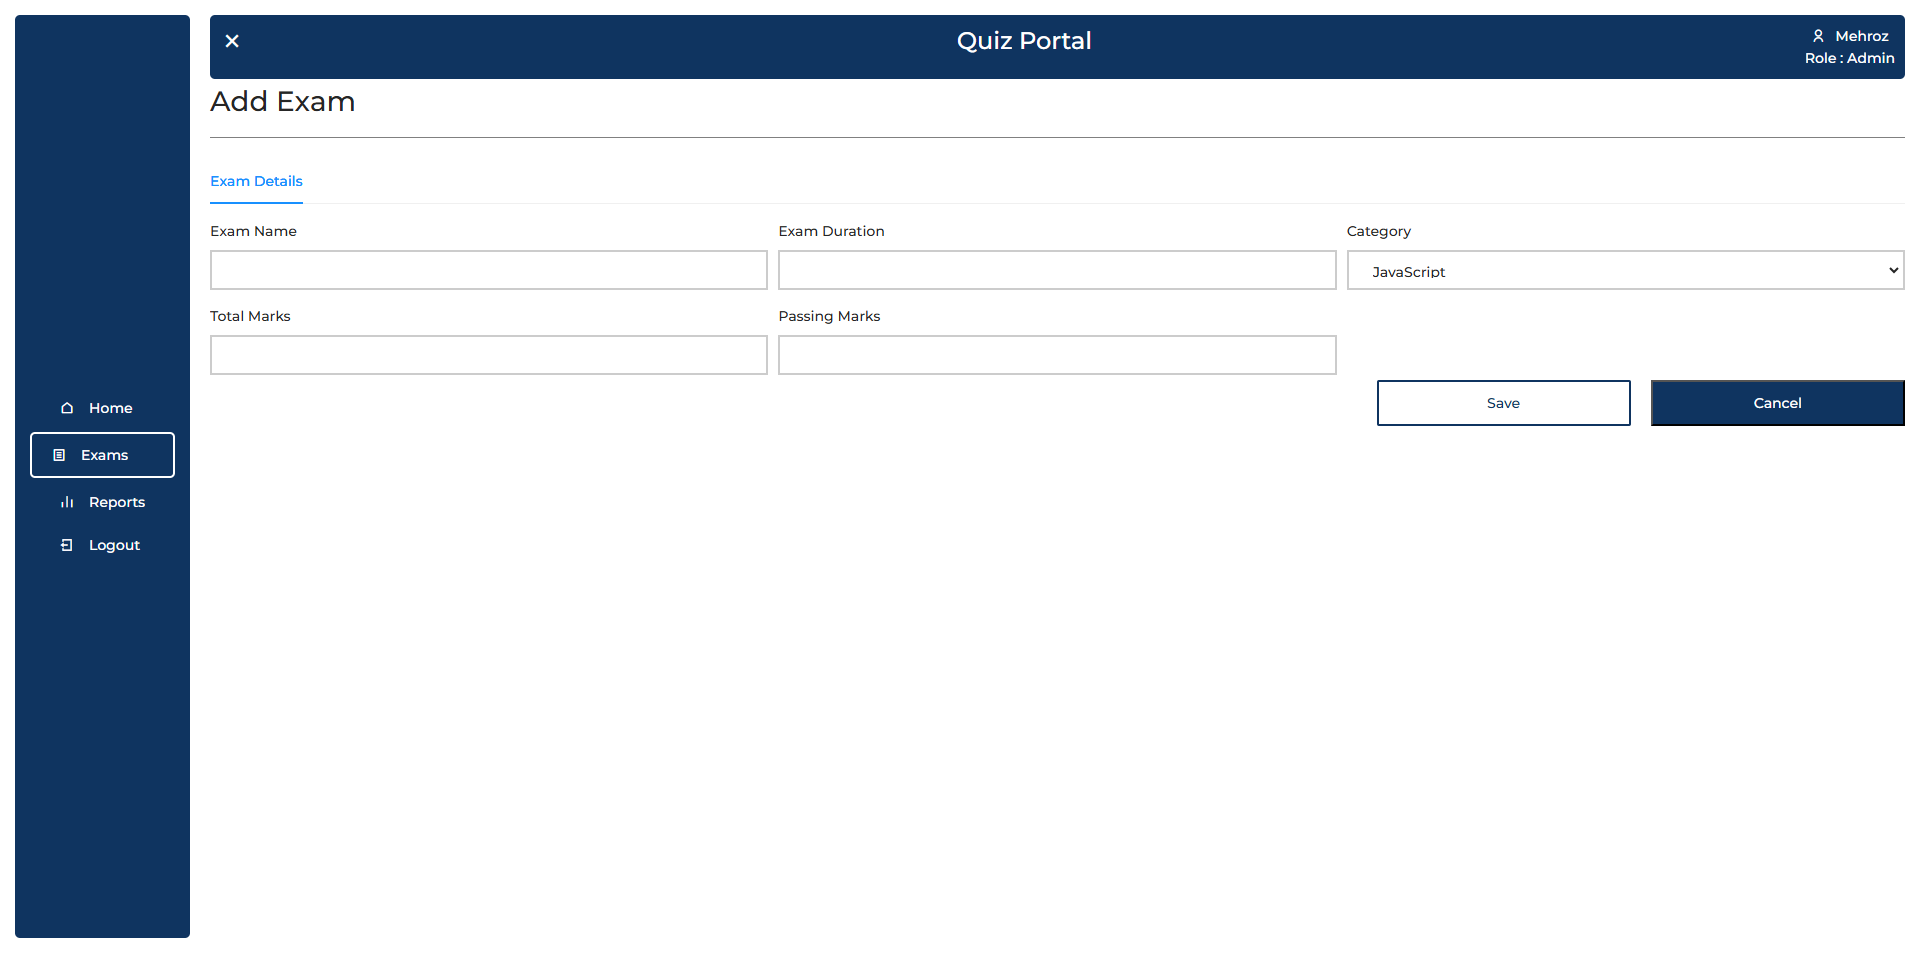 Quiz Portal
Mehroz
Role : Admin
Add Exam
Exam Details
Exam Name
Exam Duration
Category
JavaScript
Total Marks
Passing Marks
Save
Cancel
Home
Exams
Reports
Logout